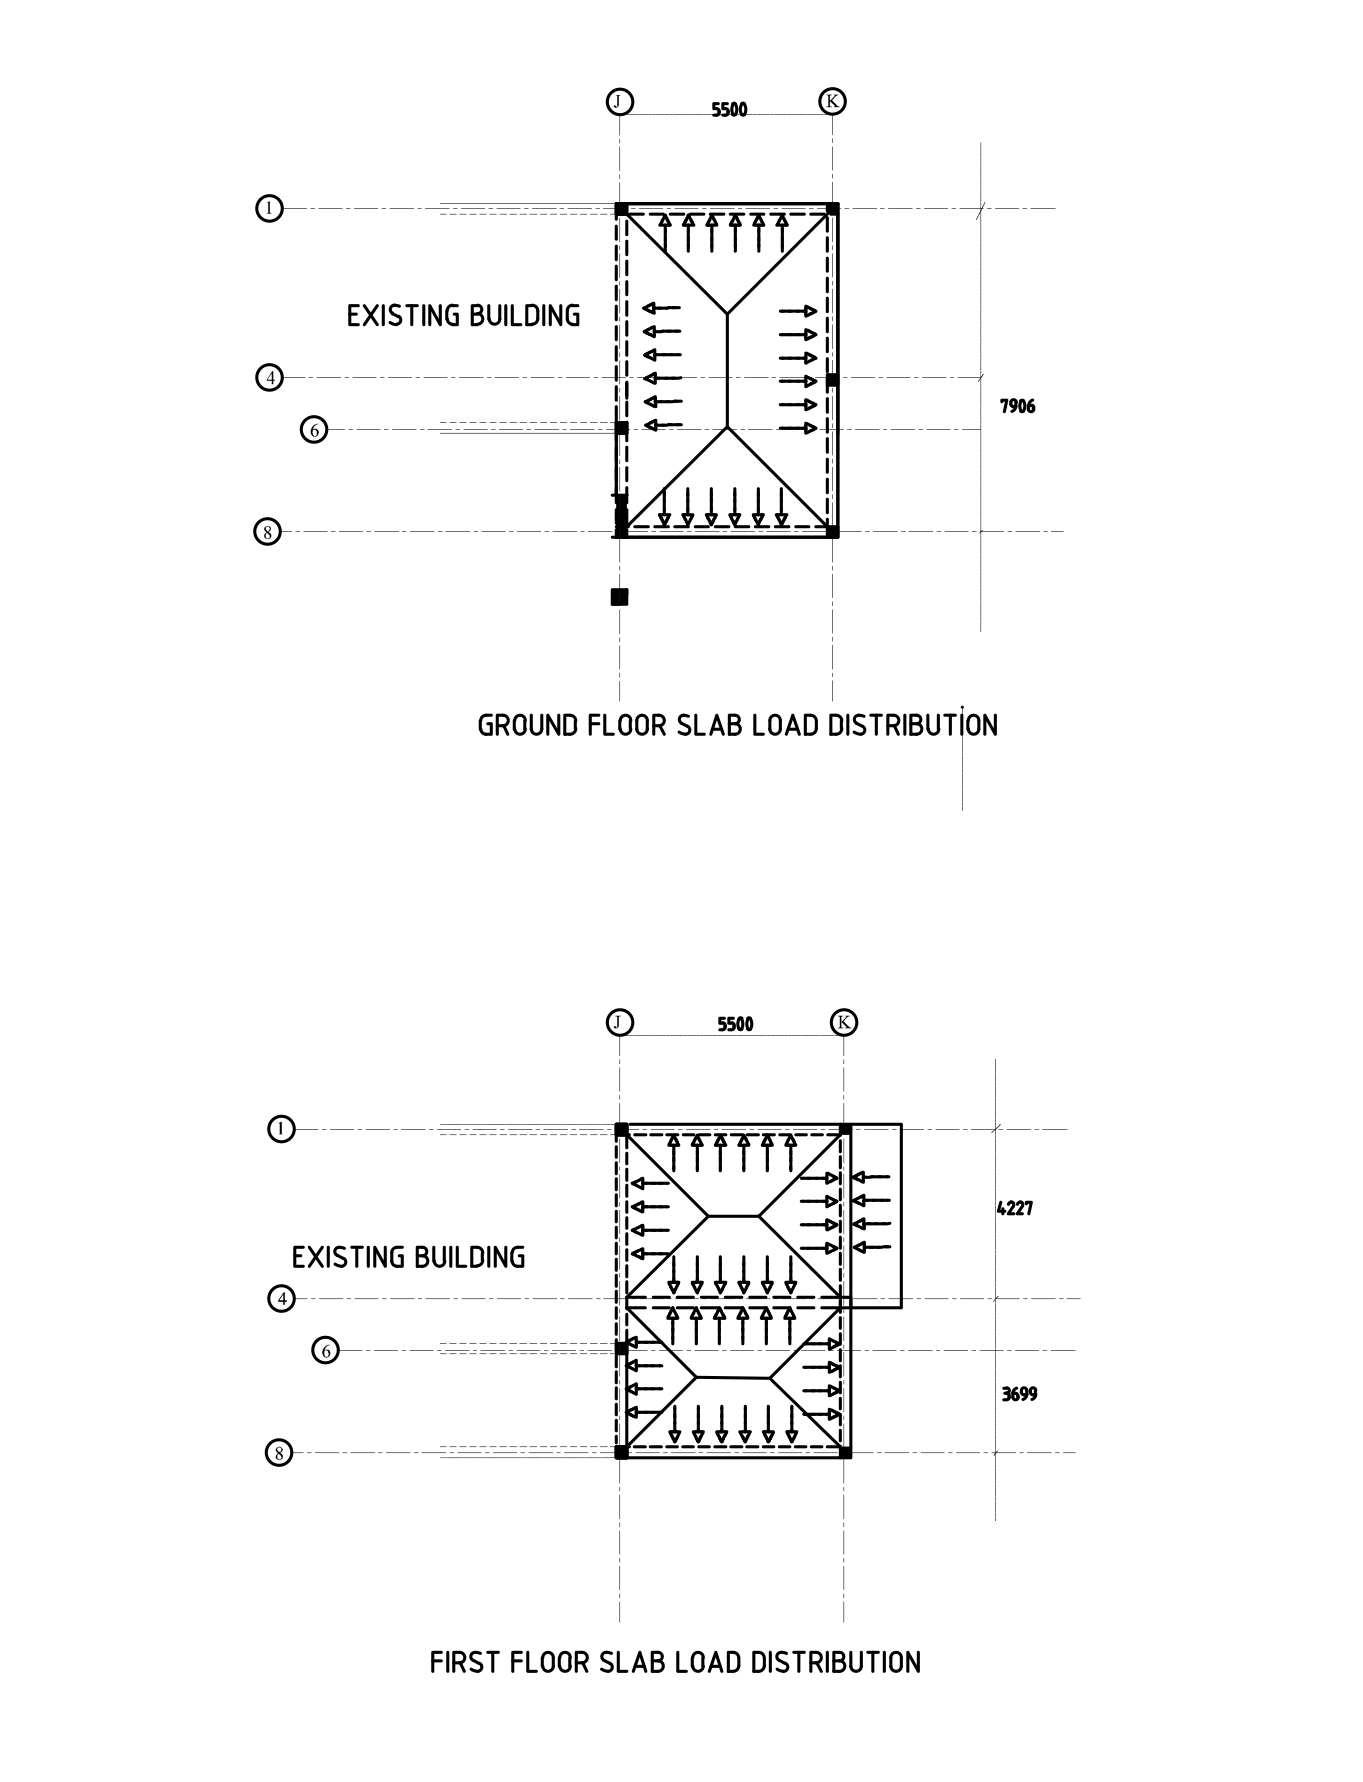 J
5500
K
1
EXISTING BUILDING
4
7906
6
8
GROUND FLOOR SLAB LOAD DISTRIBUTION
J
5500
K
1
4227
EXISTING BUILDING
4
6
3699
8
FIRST FLOOR SLAB LOAD DISTRIBUTION